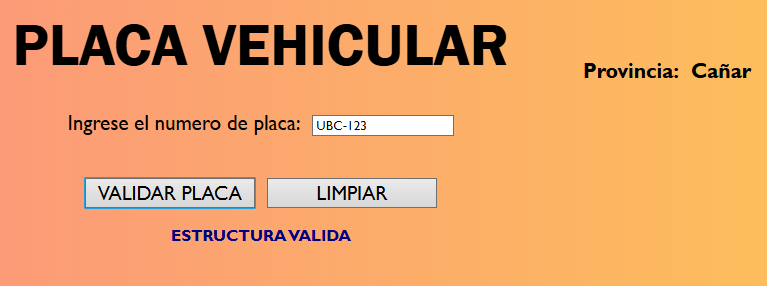 PLACA VEHICULAR
Provincia: Cañar
Ingrese el numero de placa: UBC-123
VALIDAR PLACA LIMPIAR
ESTRUCTURA VALIDA